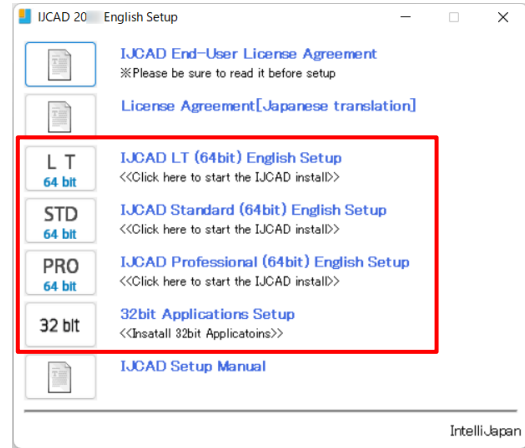 IJCAD 20 English Setup
IJCAD End-User License Agreement
※Please be sure to read it before setup
License Agreement[Japanese translation]
LT
64 bit
IJCAD LT (64bit) English Setup
<<Click here to start the IJCAD install>>
STD
64 bit
IJCAD Standard (64bit) English Setup
<<Click here to start the IJCAD install>>
PRO
64 bit
IJCAD Professional (64bit) English Setup
<<Click here to start the IJCAD install>>
32 bit
32bit Applications Setup
<<Insatall 32bit Applicatoins>>
IJCAD Setup Manual
IntelliJapan